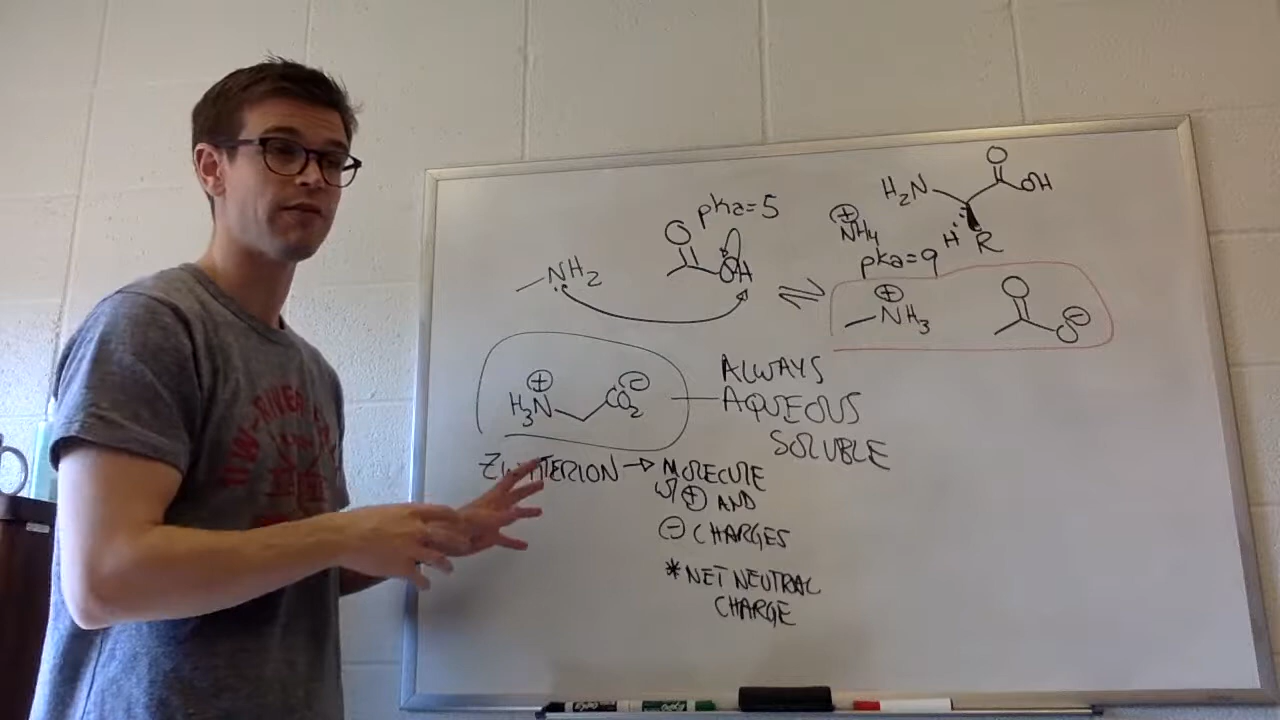 pka=5
O
OH
NH2
H2N
O
OH
H
R
⊕
NH4
pka=9
⇌
⊕
NH3
O
O⊖
⊕
H3N
CO2⊖
ALWAYS
AQUEOUS
SOLUBLE
→ MOLECULE
w/ ⊕ AND
⊖ CHARGES
* NET NEUTRAL
CHARGE